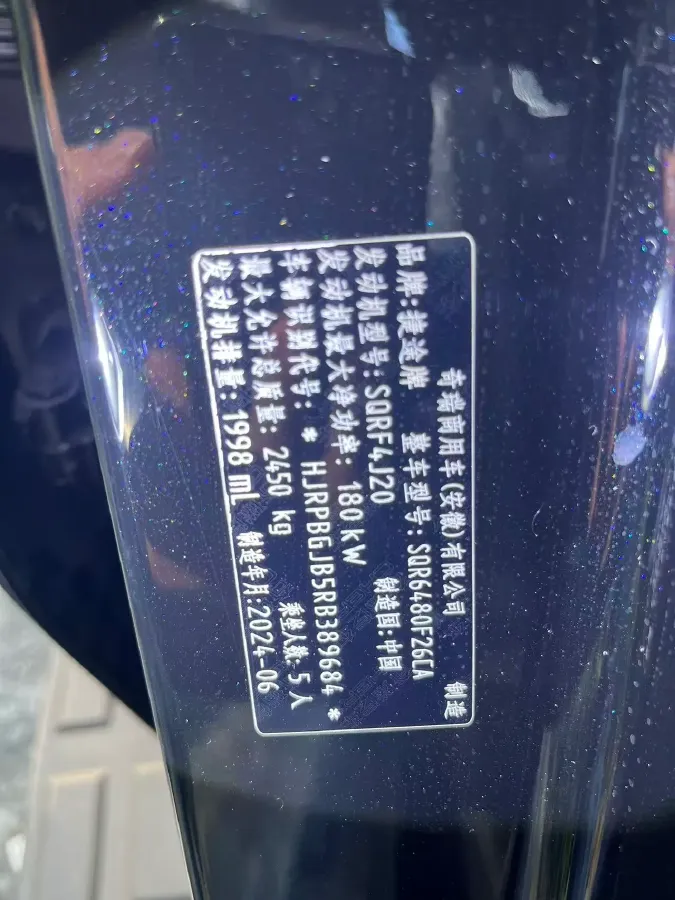 奇瑞商用车(安徽)有限公司 制造
品牌:捷途牌 整车型号:SQR6480F26CA
发动机型号:SQRF4J20 制造国:中国
发动机最大净功率:180 kW
车辆识别代号:* HJRPBGJB5RB389684 *
最大允许总质量:2450 kg 乘坐人数:5人
发动机排量:1998 mL 制造年月:2024-06